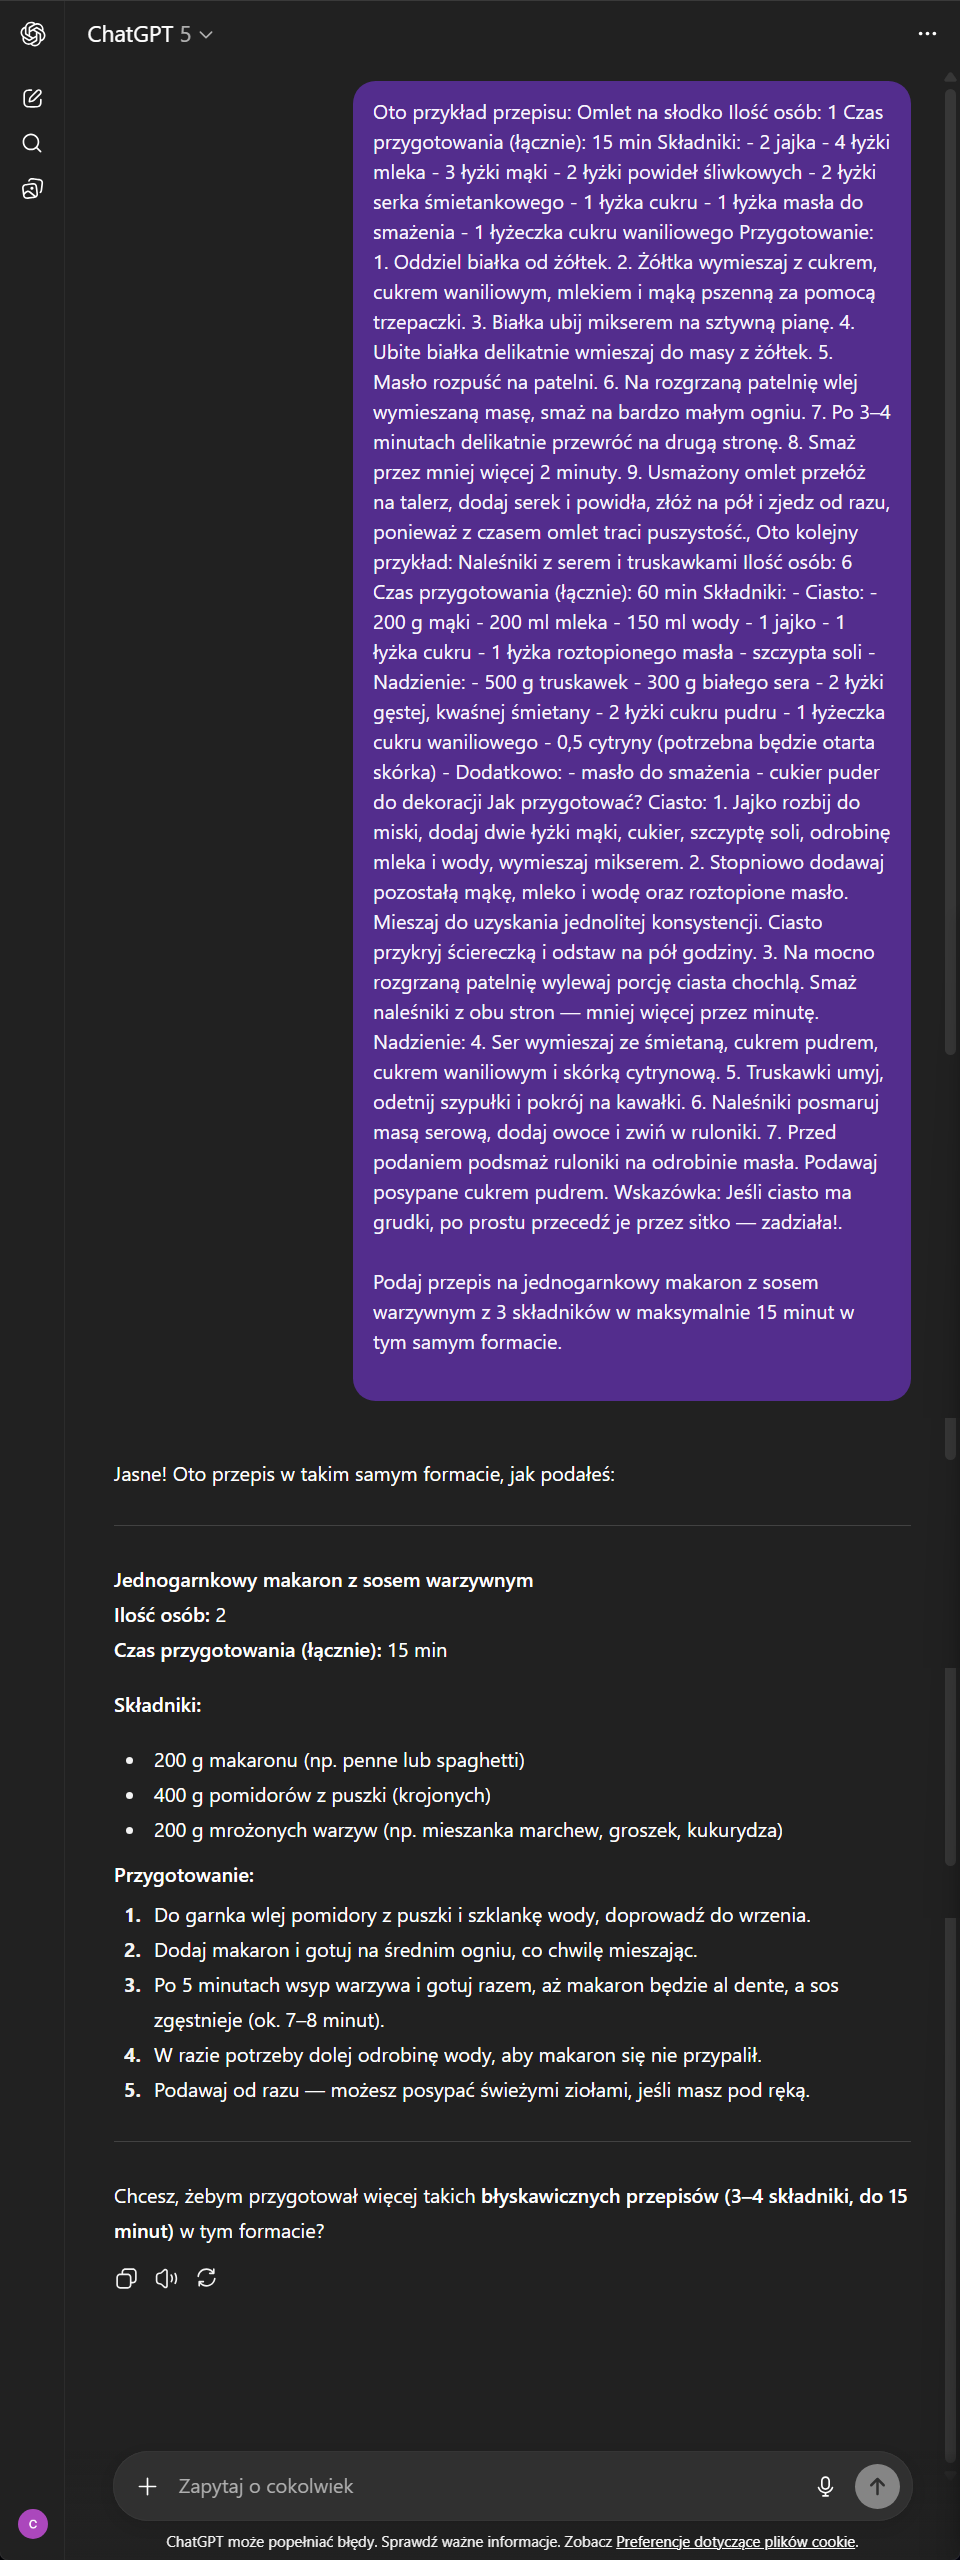 ChatGPT 5
Oto przykład przepisu: Omlet na słodko Ilość osób: 1 Czas
przygotowania (łącznie): 15 min Składniki: - 2 jajka - 4 łyżki
mleka - 3 łyżki mąki - 2 łyżki powideł śliwkowych - 2 łyżki
serka śmietankowego - 1 łyżka cukru - 1 łyżka masła do
smażenia - 1 łyżeczka cukru waniliowego Przygotowanie:
1. Oddziel białka od żółtek. 2. Żółtka wymieszaj z cukrem,
cukrem waniliowym, mlekiem i mąką pszenną za pomocą
trzepaczki. 3. Białka ubij mikserem na sztywną pianę. 4.
Ubite białka delikatnie wmieszaj do masy z żółtek. 5.
Masło rozpuść na patelni. 6. Na rozgrzaną patelnię wlej
wymieszaną masę, smaż na bardzo małym ogniu. 7. Po 3–4
minutach delikatnie przewróć na drugą stronę. 8. Smaż
przez mniej więcej 2 minuty. 9. Usmażony omlet przełóż
na talerz, dodaj serek i powidła, złóż na pół i zjedz od razu,
ponieważ z czasem omlet traci puszystość., Oto kolejny
przykład: Naleśniki z serem i truskawkami Ilość osób: 6
Czas przygotowania (łącznie): 60 min Składniki: - Ciasto: -
200 g mąki - 200 ml mleka - 150 ml wody - 1 jajko - 1
łyżka cukru - 1 łyżka roztopionego masła - szczypta soli -
Nadzienie: - 500 g truskawek - 300 g białego sera - 2 łyżki
gęstej, kwaśnej śmietany - 2 łyżki cukru pudru - 1 łyżeczka
cukru waniliowego - 0,5 cytryny (potrzebna będzie otarta
skórka) - Dodatkowo: - masło do smażenia - cukier puder
do dekoracji Jak przygotować? Ciasto: 1. Jajko rozbij do
miski, dodaj dwie łyżki mąki, cukier, szczyptę soli, odrobinę
mleka i wody, wymieszaj mikserem. 2. Stopniowo dodawaj
pozostałą mąkę, mleko i wodę oraz roztopione masło.
Mieszaj do uzyskania jednolitej konsystencji. Ciasto
przykryj ściereczką i odstaw na pół godziny. 3. Na mocno
rozgrzaną patelnię wylewaj porcję ciasta chochlą. Smaż
naleśniki z obu stron — mniej więcej przez minutę.
Nadzienie: 4. Ser wymieszaj ze śmietaną, cukrem pudrem,
cukrem waniliowym i skórką cytrynową. 5. Truskawki umyj,
odetnij szypułki i pokrój na kawałki. 6. Naleśniki posmaruj
masą serową, dodaj owoce i zwiń w ruloniki. 7. Przed
podaniem podsmaż ruloniki na odrobinie masła. Podawaj
posypane cukrem pudrem. Wskazówka: Jeśli ciasto ma
grudki, po prostu przecedź je przez sitko — zadziała!.
Podaj przepis na jednogarnkowy makaron z sosem
warzywnym z 3 składników w maksymalnie 15 minut w
tym samym formacie.
Jasne! Oto przepis w takim samym formacie, jak podałeś:
Jednogarnkowy makaron z sosem warzywnym
Ilość osób: 2
Czas przygotowania (łącznie): 15 min
Składniki:
• 200 g makaronu (np. penne lub spaghetti)
• 400 g pomidorów z puszki (krojonych)
• 200 g mrożonych warzyw (np. mieszanka marchew, groszek, kukurydza)
Przygotowanie:
1. Do garnka wlej pomidory z puszki i szklankę wody, doprowadź do wrzenia.
2. Dodaj makaron i gotuj na średnim ogniu, co chwilę mieszając.
3. Po 5 minutach wsyp warzywa i gotuj razem, aż makaron będzie al dente, a sos
zgęstnieje (ok. 7–8 minut).
4. W razie potrzeby dolej odrobinę wody, aby makaron się nie przypalił.
5. Podawaj od razu — możesz posypać świeżymi ziołami, jeśli masz pod ręką.
Chcesz, żebym przygotował więcej takich błyskawicznych przepisów (3–4 składniki, do 15
minut) w tym formacie?
Zapytaj o cokolwiek
C
ChatGPT może popełniać błędy. Sprawdź ważne informacje. Zobacz Preferencje dotyczące plików cookie.